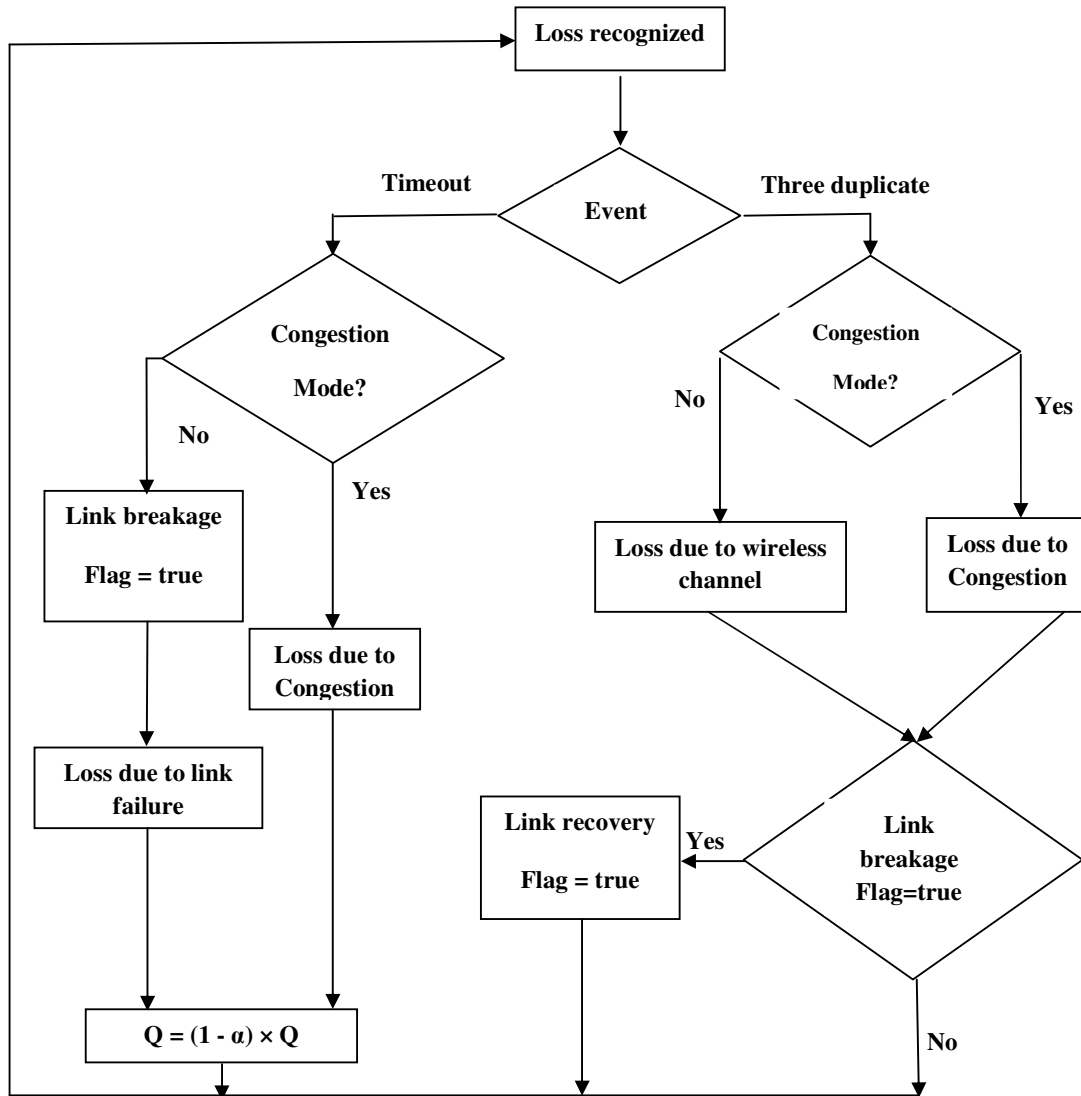 Loss recognized
Timeout
Three duplicate
Event
Congestion
Mode?
Congestion
Mode?
No
Yes
No
Yes
Link breakage
Flag = true
Loss due to wireless
channel
Loss due to
Congestion
Loss due to
Congestion
Loss due to link
failure
Link recovery
Flag = true
Yes
Link
breakage
Flag=true
Q = (1 - α) × Q
No